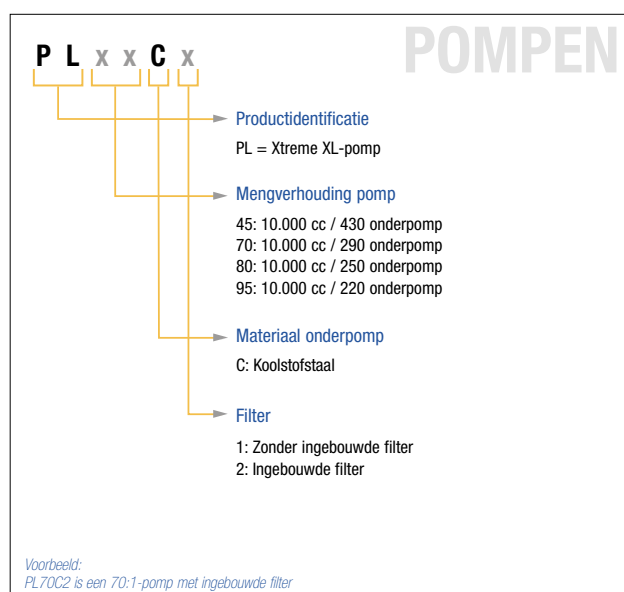 POMPEN
P L x x C x
Productidentificatie
PL = Xtreme XL-pomp
Mengverhouding pomp
45: 10.000 cc / 430 onderpomp
70: 10.000 cc / 290 onderpomp
80: 10.000 cc / 250 onderpomp
95: 10.000 cc / 220 onderpomp
Materiaal onderpomp
C: Koolstofstaal
Filter
1: Zonder ingebouwde filter
2: Ingebouwde filter
Voorbeeld:
PL70C2 is een 70:1-pomp met ingebouwde filter